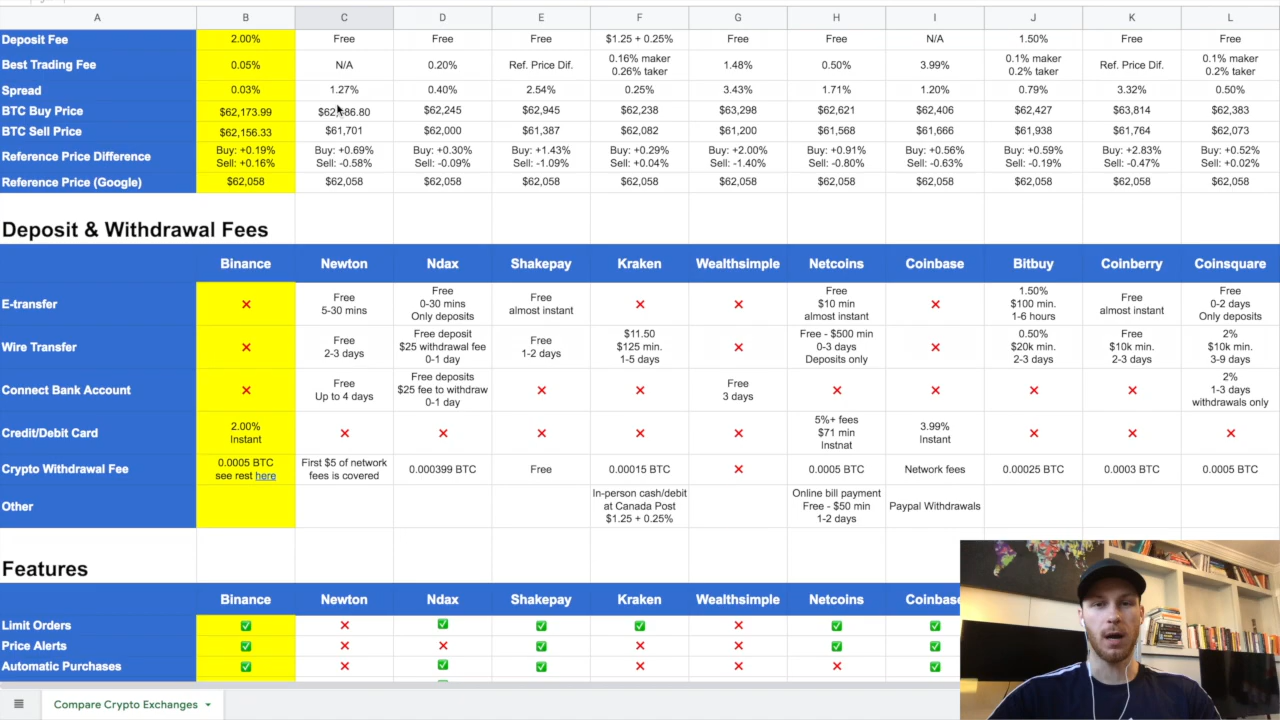 A B C D E F G H I J K L
Deposit Fee 2.00% Free Free Free $1.25 + 0.25% Free Free N/A 1.50% Free Free
Best Trading Fee 0.05% N/A 0.20% Ref. Price Dif. 0.16% maker 0.26% taker 1.48% 0.50% 3.99% 0.1% maker 0.2% taker Ref. Price Dif. 0.1% maker 0.2% taker
Spread 0.03% 1.27% 0.40% 2.54% 0.25% 3.43% 1.71% 1.20% 0.79% 3.32% 0.50%
BTC Buy Price $62,173.99 $62,245 $62,945 $62,238 $63,298 $62,621 $62,406 $62,427 $63,814 $62,383
BTC Sell Price $62,156.33 $61,701 $62,000 $61,387 $62,082 $61,200 $61,568 $61,666 $61,938 $61,764 $62,073
Reference Price Difference Buy: +0.19% Sell: +0.16% Buy: +0.69% Sell: -0.58% Buy: +0.30% Sell: -0.09% Buy: +1.43% Sell: -1.09% Buy: +0.29% Sell: +0.04% Buy: +2.00% Sell: -1.40% Buy: +0.91% Sell: -0.80% Buy: +0.56% Sell: -0.63% Buy: +0.59% Sell: -0.19% Buy: +2.83% Sell: -0.47% Buy: +0.52% Sell: +0.02%
Reference Price (Google) $62,058 $62,058 $62,058 $62,058 $62,058 $62,058 $62,058 $62,058 $62,058 $62,058 $62,058
Deposit & Withdrawal Fees
Binance Newton Ndax Shakepay Kraken Wealthsimple Netcoins Coinbase Bitbuy Coinberry Coinsquare
E-transfer Free 5-30 mins Free 0-30 mins Only deposits Free almost instant Free $10 min almost instant 1.50% $100 min. 1-6 hours Free almost instant Free 0-2 days Only deposits
Wire Transfer Free 2-3 days Free deposit $25 withdrawal fee 0-1 day Free 1-2 days $11.50 $125 min. 1-5 days Free - $500 min 0-3 days Deposits only 0.50% $20k min. 2-3 days Free $10k min. 2-3 days 2% $10k min. 3-9 days
Connect Bank Account Free Up to 4 days Free deposits $25 fee to withdraw 0-1 day Free 3 days 2% 1-3 days withdrawals only
Credit/Debit Card 2.00% Instant 5%+ fees $71 min Instnat 3.99% Instant
Crypto Withdrawal Fee 0.0005 BTC see rest here First $5 of network fees is covered 0.000399 BTC Free 0.00015 BTC 0.0005 BTC Network fees 0.00025 BTC 0.0003 BTC 0.0005 BTC
Other In-person cash/debit at Canada Post $1.25 + 0.25% Online bill payment Free - $50 min 1-2 days Paypal Withdrawals
Features
Binance Newton Ndax Shakepay Kraken Wealthsimple Netcoins Coinbase
Limit Orders
Price Alerts
Automatic Purchases
Compare Crypto Exchanges